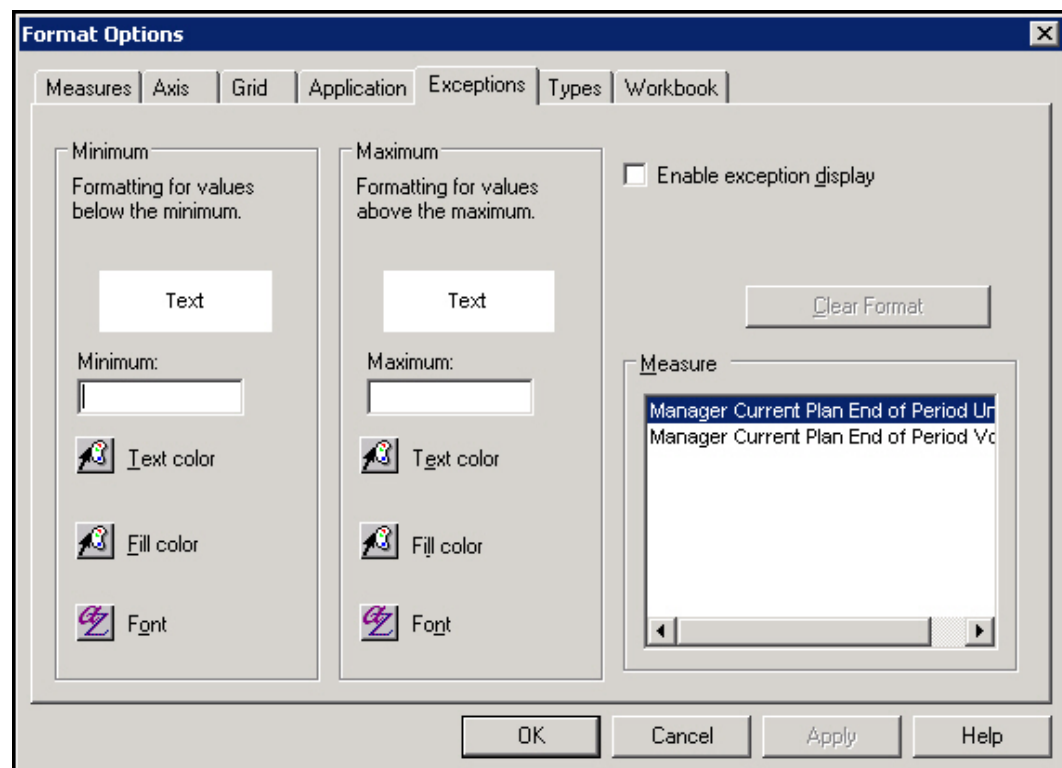 Format Options
Measures Axis Grid Application Exceptions Types Workbook
Minimum
Formatting for values
below the minimum.
Text
Minimum:
Text color
Fill color
Font
Maximum
Formatting for values
above the maximum.
Text
Maximum:
Text color
Fill color
Font
Enable exception display
Clear Format
Measure
Manager Current Plan End of Period Un
Manager Current Plan End of Period Vo
OK Cancel Apply Help